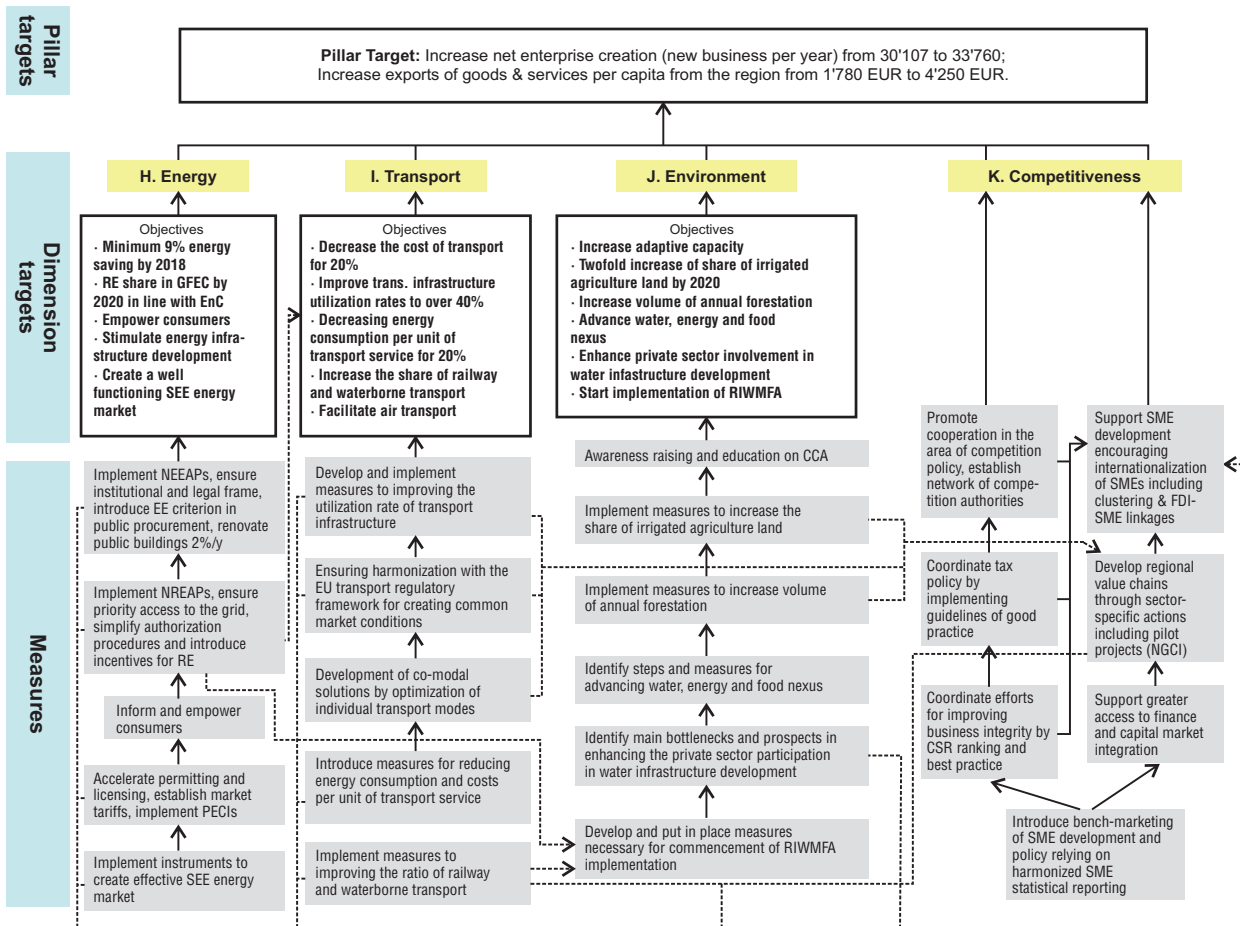 Pillar
targets
Pillar Target: Increase net enterprise creation (new business per year) from 30'107 to 33'760;
Increase exports of goods & services per capita from the region from 1'780 EUR to 4'250 EUR.
Dimension
targets
H. Energy
Objectives
· Minimum 9% energy
saving by 2018
· RE share in GFEC by
2020 in line with EnC
· Empower consumers
· Stimulate energy infra-
structure development
· Create a well
functioning SEE energy
market
I. Transport
Objectives
· Decrease the cost of transport
for 20%
· Improve trans. infrastructure
utilization rates to over 40%
· Decreasing energy
consumption per unit of
transport service for 20%
· Increase the share of railway
and waterborne transport
· Facilitate air transport
J. Environment
Objectives
· Increase adaptive capacity
· Twofold increase of share of irrigated
agriculture land by 2020
· Increase volume of annual forestation
· Advance water, energy and food
nexus
· Enhance private sector involvement in
water infastructure development
· Start implementation of RIWMFA
K. Competitiveness
Measures
Implement NEEAPs, ensure
institutional and legal frame,
introduce EE criterion in
public procurement, renovate
public buildings 2%/y
Implement NREAPs, ensure
priority access to the grid,
simplify authorization
procedures and introduce
incentives for RE
Inform and empower
consumers
Accelerate permitting and
licensing, establish market
tariffs, implement PECIs
Implement instruments to
create effective SEE energy
market
Develop and implement
measures to improving the
utilization rate of transport
infrastructure
Ensuring harmonization with the
EU transport regulatory
framework for creating common
market conditions
Development of co-modal
solutions by optimization of
individual transport modes
Introduce measures for reducing
energy consumption and costs
per unit of transport service
Implement measures to
improving the ratio of railway
and waterborne transport
Awareness raising and education on CCA
Implement measures to increase the
share of irrigated agriculture land
Implement measures to increase volume
of annual forestation
Identify steps and measures for
advancing water, energy and food nexus
Identify main bottlenecks and prospects in
enhancing the private sector participation
in water infrastructure development
Develop and put in place measures
necessary for commencement of RIWMFA
implementation
Promote
cooperation in the
area of competition
policy, establish
network of compe-
tition authorities
Coordinate tax
policy by
implementing
guidelines of good
practice
Coordinate efforts
for improving
business integrity by
CSR ranking and
best practice
Support SME
development
encouraging
internationalization
of SMEs including
clustering & FDI-
SME linkages
Develop regional
value chains
through sector-
specific actions
including pilot
projects (NGCI)
Support greater
access to finance
and capital market
integration
Introduce bench-marketing
of SME development and
policy relying on
harmonized SME
statistical reporting